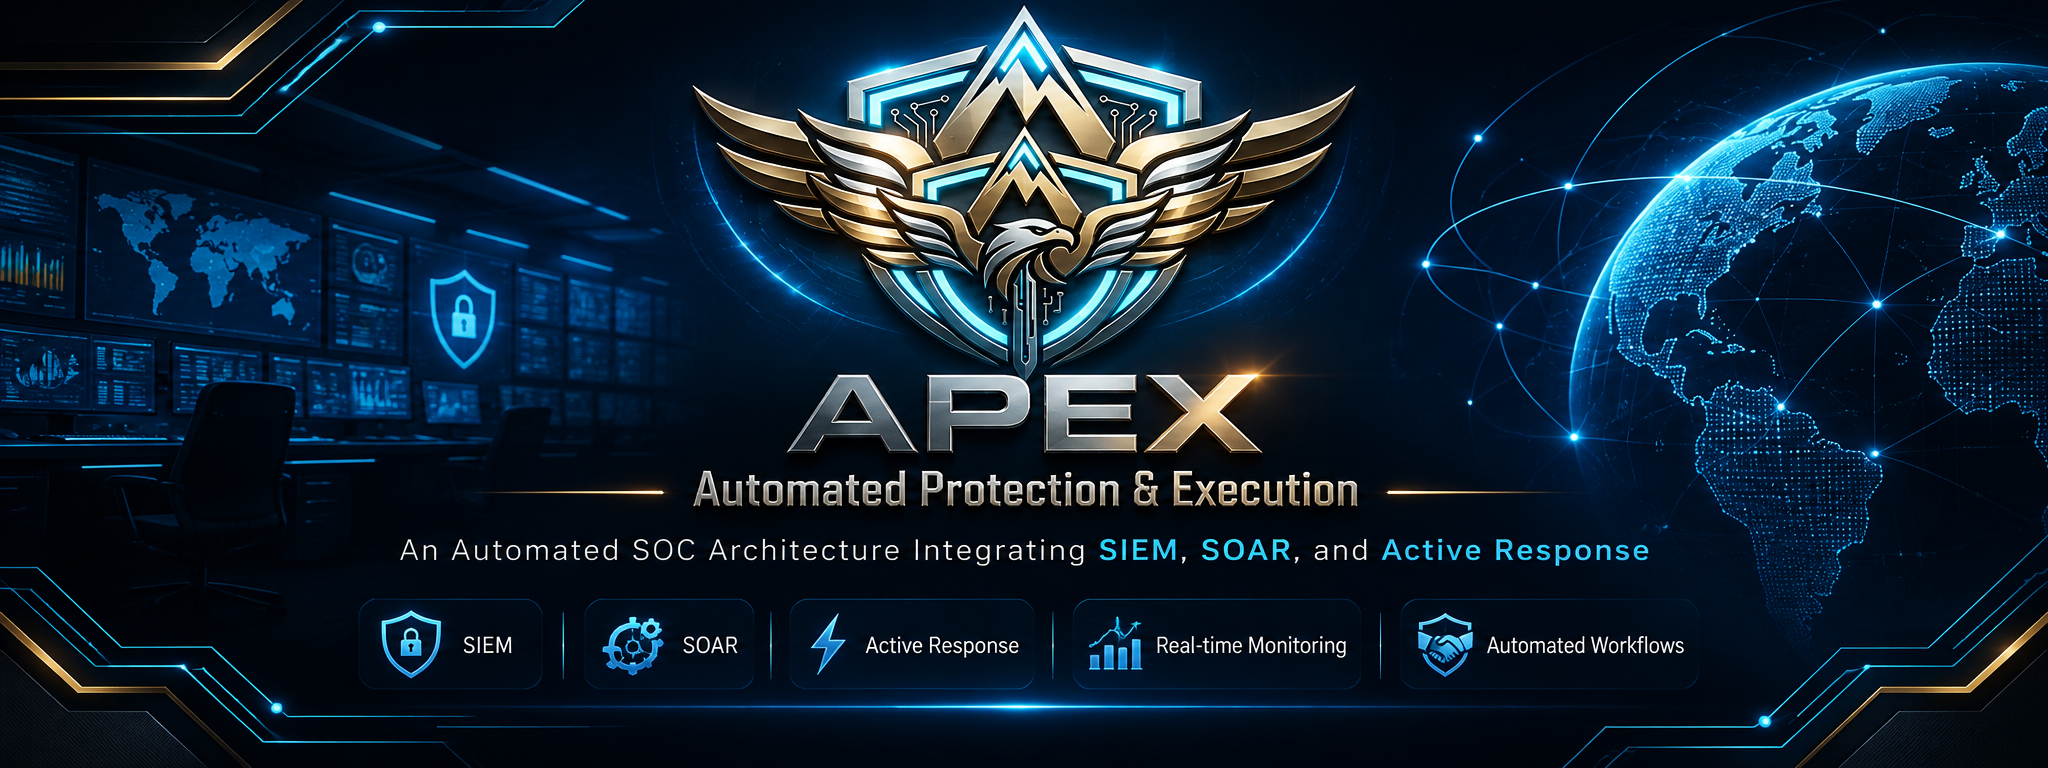 APEX
Automated Protection & Execution
An Automated SOC Architecture Integrating SIEM, SOAR, and Active Response
SIEM
SOAR
Active Response
Real-time Monitoring
Automated Workflows